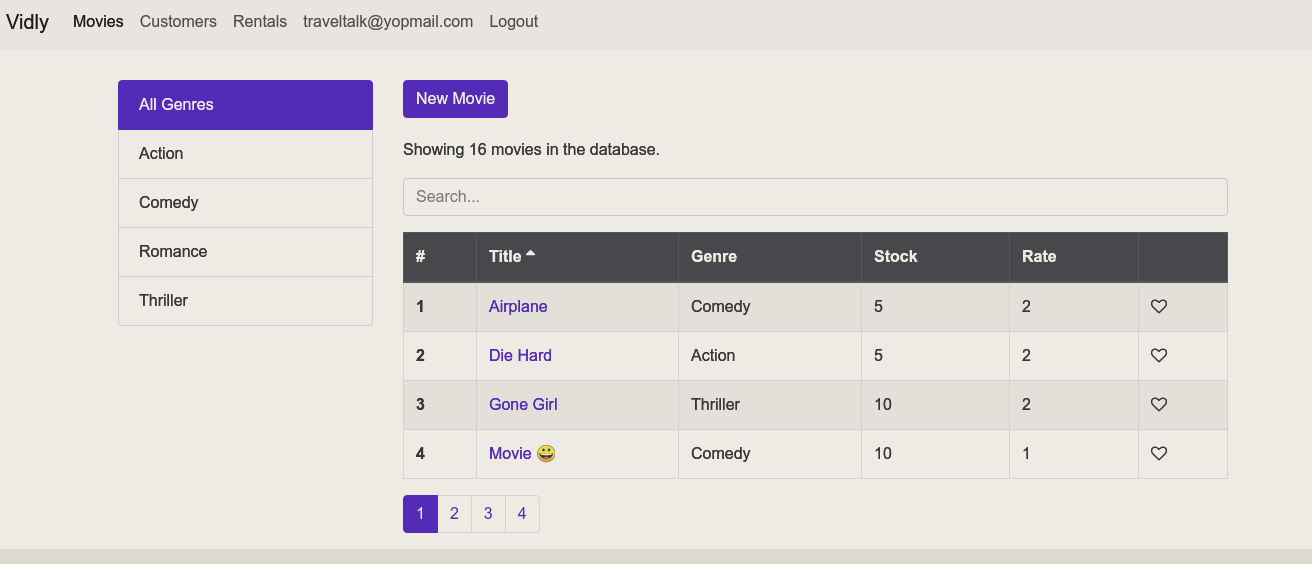 Vidly Movies Customers Rentals traveltalk@yopmail.com Logout
All Genres
Action
Comedy
Romance
Thriller
New Movie
Showing 16 movies in the database.
Search...
# Title Genre Stock Rate
1 Airplane Comedy 5 2
2 Die Hard Action 5 2
3 Gone Girl Thriller 10 2
4 Movie 😀 Comedy 10 1
1 2 3 4